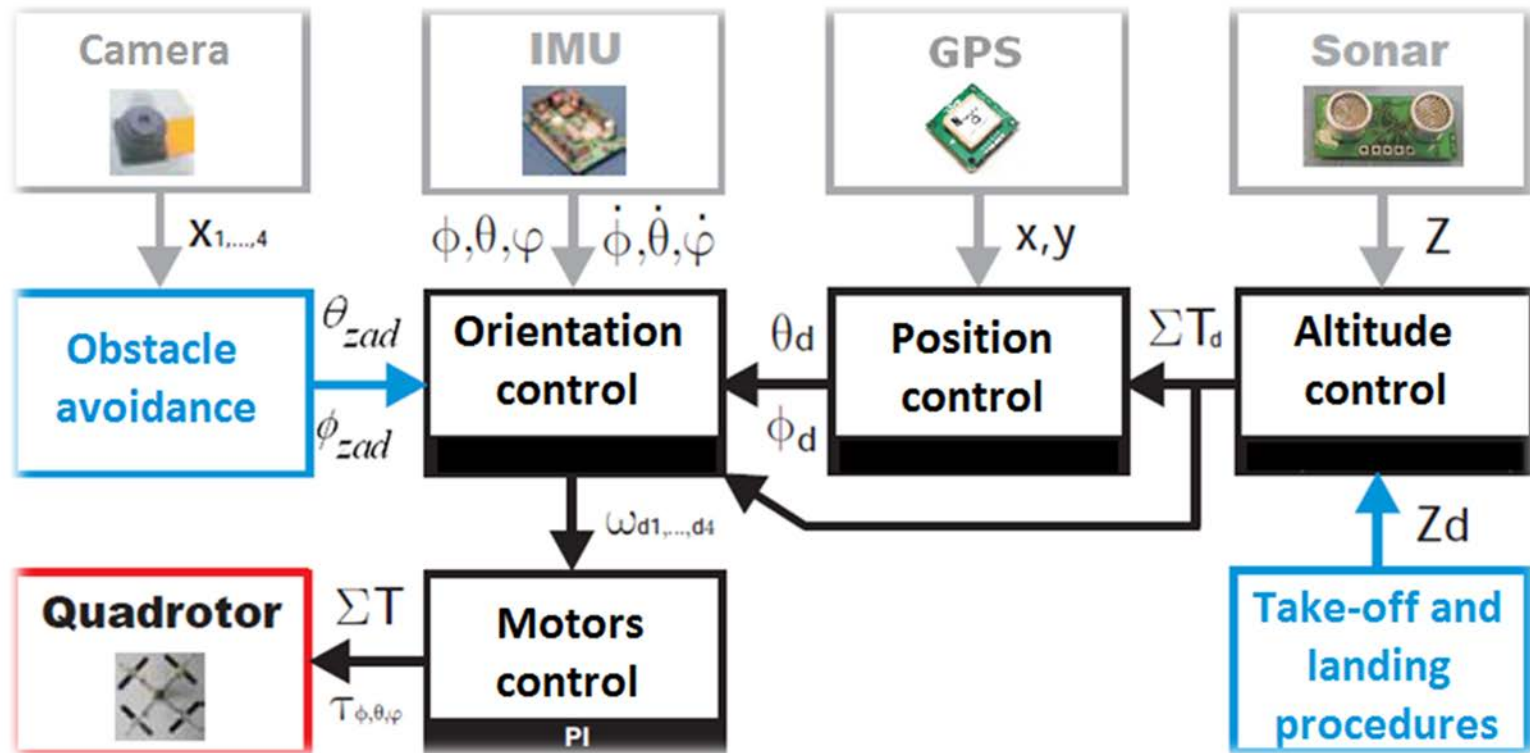 Camera
IMU
GPS
Sonar
X1,...,4
ϕ,θ,φ
ϕ̇,θ̇,φ̇
x,y
Z
Obstacle
avoidance
θzad
ϕzad
Orientation
control
θd
ϕd
Position
control
ΣTd
Altitude
control
ωd1,...,d4
Zd
Quadrotor
ΣT
τϕ,θ,φ
Motors
control
PI
Take-off and
landing
procedures